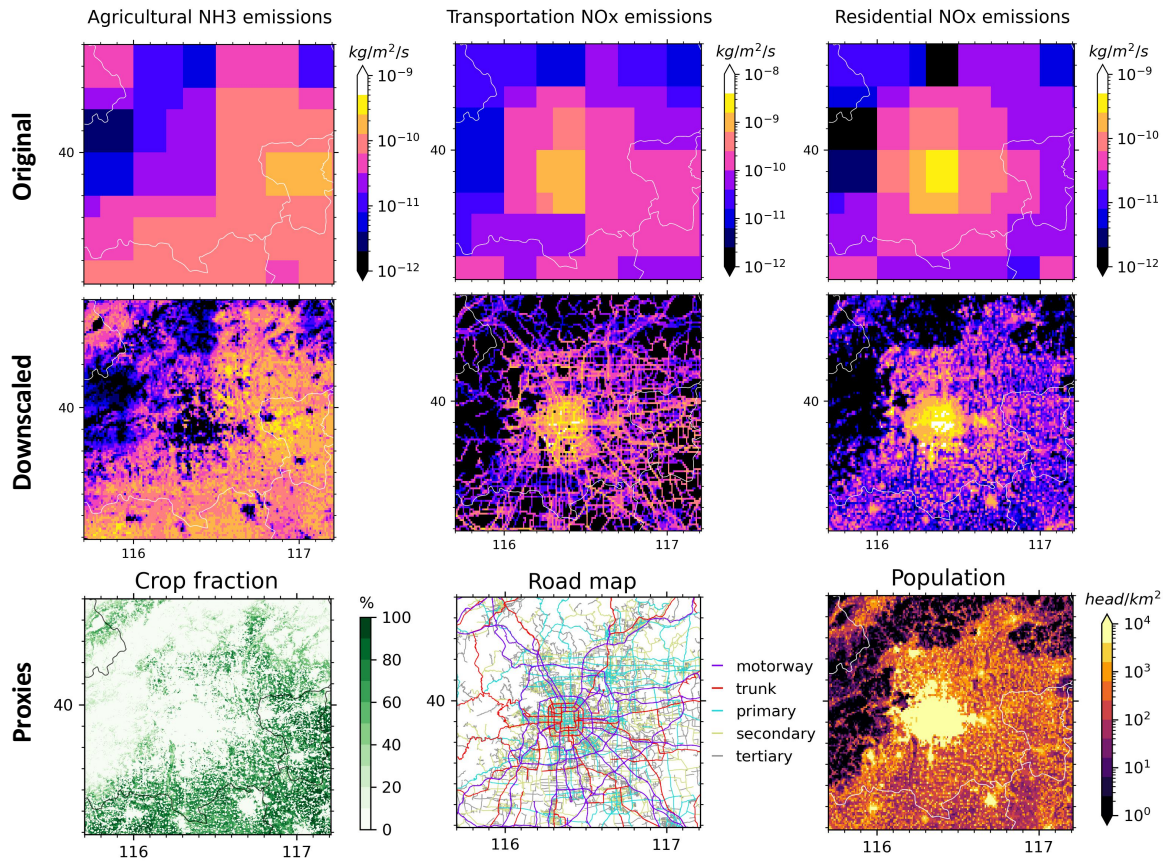 Agricultural NH3 emissions
Transportation NOx emissions
Residential NOx emissions
Original
40
kg/m²/s
10⁻⁹
10⁻¹⁰
10⁻¹¹
10⁻¹²
40
kg/m²/s
10⁻⁸
10⁻⁹
10⁻¹⁰
10⁻¹¹
10⁻¹²
40
kg/m²/s
10⁻⁹
10⁻¹⁰
10⁻¹¹
10⁻¹²
Downscaled
40
116
117
40
116
117
40
116
117
Proxies
Crop fraction
40
116
117
%
100
80
60
40
20
0
Road map
40
116
117
motorway
trunk
primary
secondary
tertiary
Population
40
116
117
head/km²
10⁴
10³
10²
10¹
10⁰